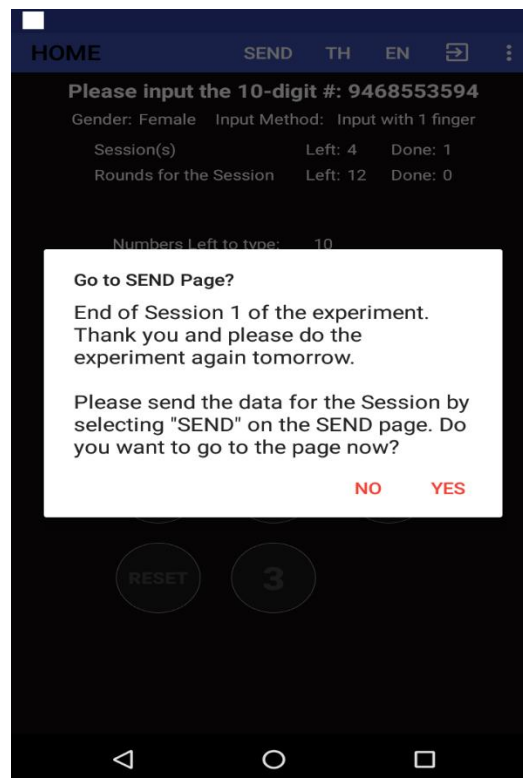 HOME SEND TH EN
Please input the 10-digit #: 9468553594
Gender: Female Input Method: Input with 1 finger
Session(s) Left: 4 Done: 1
Rounds for the Session Left: 12 Done: 0
Numbers Left to type: 10
Go to SEND Page?
End of Session 1 of the experiment.
Thank you and please do the
experiment again tomorrow.
Please send the data for the Session by
selecting "SEND" on the SEND page. Do
you want to go to the page now?
NO YES
RESET 3